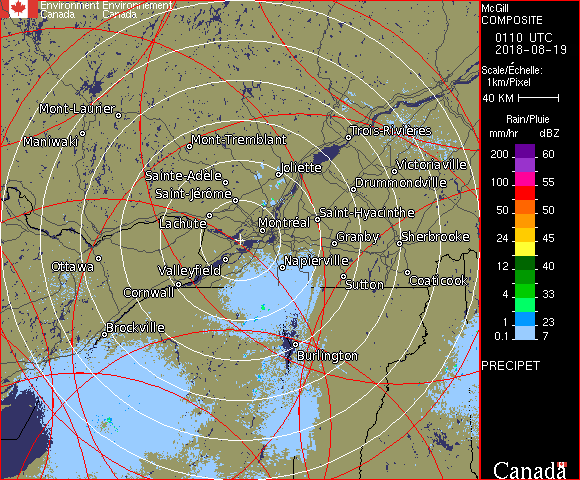 Environment Environnement
Canada Canada
McGill
COMPOSITE
0110 UTC
2018-08-19
Scale/Échelle:
1km/Pixel
40 KM
Rain/Pluie
mm/hr dBZ
200 60
100 55
50 50
24 45
12 40
4 33
1 23
0.1 7
PRECIPET
Canada
Mont-Laurier
Maniwaki
Mont-Tremblant
Trois-Rivières
Sainte-Adèle
Joliette
Victoriaville
Saint-Jérôme
Drummondville
Lachute
Montréal
Saint-Hyacinthe
Granby
Sherbrooke
Ottawa
Valleyfield
Napierville
Cornwall
Sutton
Coaticook
Brockville
Burlington